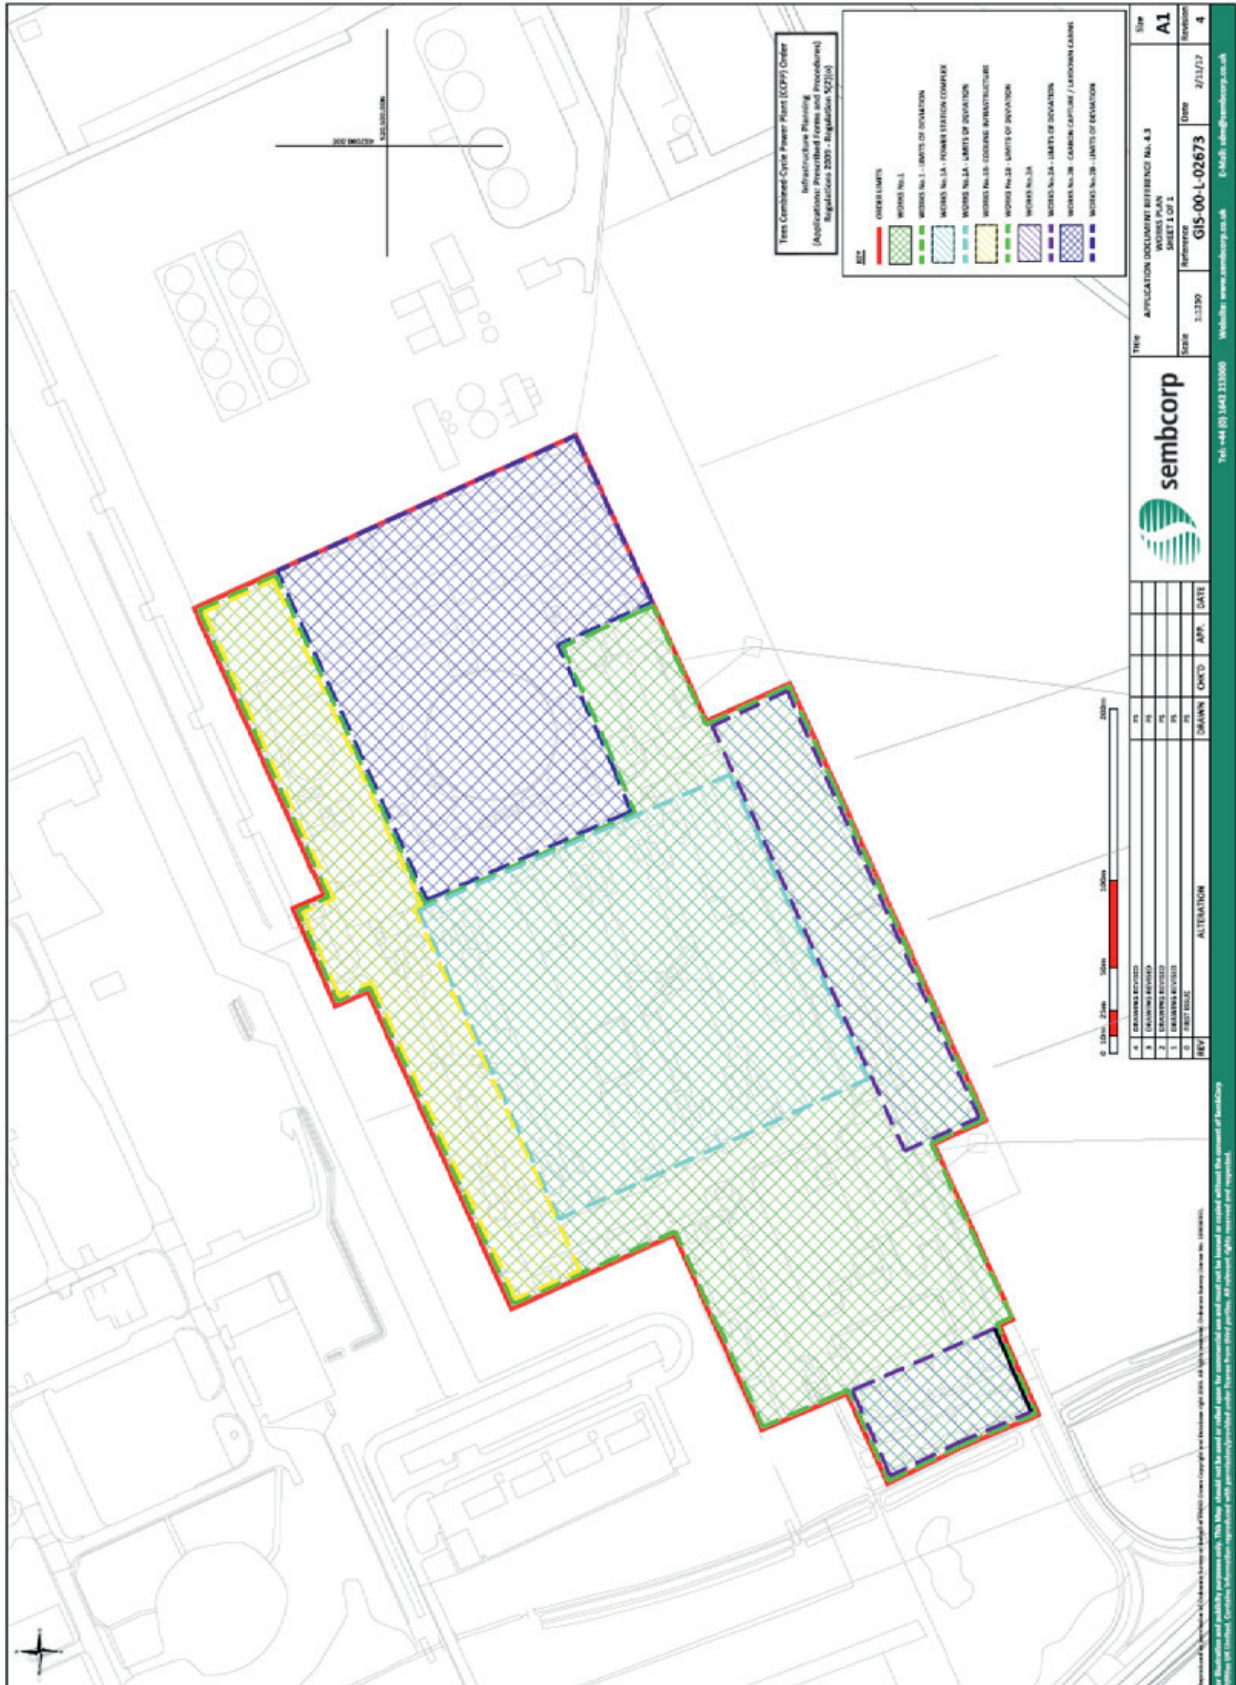 Tees Combined-Cycle Power Plant (CCPP) Order
Infrastructure Planning
(Applications: Prescribed Forms and Procedures)
Regulations 2009 - Regulation 5(2)(o)
KEY
ORDER LIMITS
WORKS No.1
WORKS No.1 - LIMITS OF DEVIATION
WORKS No.1A - POWER STATION COMPLEX
WORKS No.1A - LIMITS OF DEVIATION
WORKS No.1B - COOLING INFRASTRUCTURE
WORKS No.1B - LIMITS OF DEVIATION
WORKS No.2A
WORKS No.2A - LIMITS OF DEVIATION
WORKS No.2B - CARBON CAPTURE / LAYDOWN
WORKS No.2B - LIMITS OF DEVIATION
0 10m 25m 50m 100m 200m
4 DRAWING REVISED PS
3 DRAWING REVISED PS
2 DRAWING REVISED PS
1 DRAWING REVISED PS
0 FIRST ISSUE PS
REV ALTERATION DRAWN CHK'D APP. DATE
sembcorp
Title
APPLICATION DOCUMENT REFERENCE No. 4.3
WORKS PLAN
SHEET 1 OF 1
Size
A1
Scale
1:1250
Reference
GIS-00-L-02673
Date
2/11/17
Revision
4
Tel: +44 (0) 1642 212000 Website: www.sembcorp.co.uk